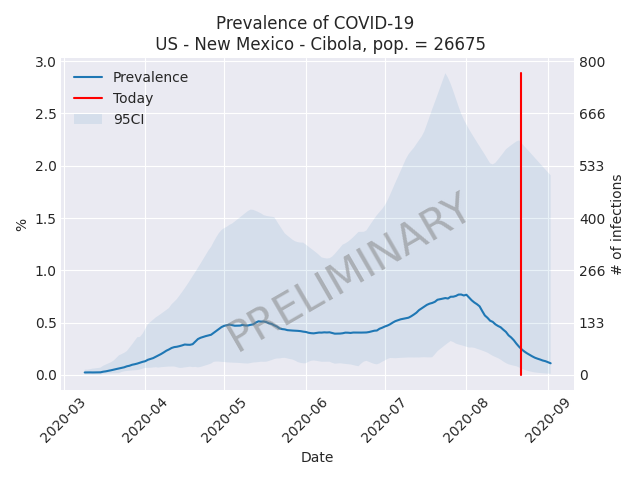 Prevalence of COVID-19
US - New Mexico - Cibola, pop. = 26675
3.0
2.5
2.0
1.5
1.0
0.5
0.0
%
800
666
533
400
266
133
0
# of infections
Prevalence
Today
95CI
PRELIMINARY
2020-03
2020-04
2020-05
2020-06
2020-07
2020-08
2020-09
Date